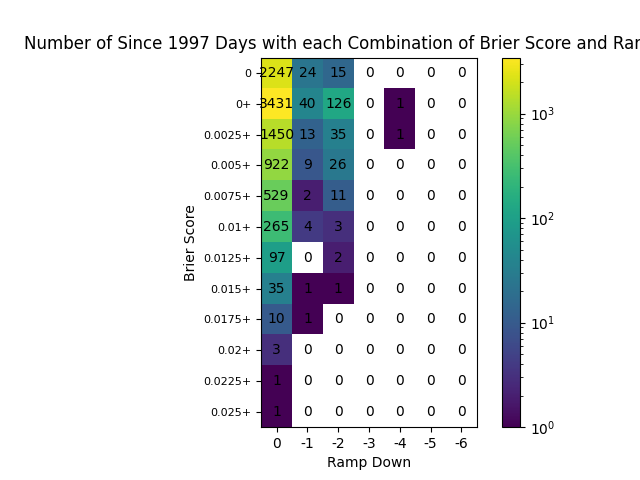 Number of Since 1997 Days with each Combination of Brier Score and Ran
0 2247 24 15 0 0 0 0
0+ 3431 40 126 0 1 0 0
0.0025+ 1450 13 35 0 1 0 0
0.005+ 922 9 26 0 0 0 0
0.0075+ 529 2 11 0 0 0 0
0.01+ 265 4 3 0 0 0 0
0.0125+ 97 0 2 0 0 0 0
0.015+ 35 1 1 0 0 0 0
0.0175+ 10 1 0 0 0 0 0
0.02+ 3 0 0 0 0 0 0
0.0225+ 1 0 0 0 0 0 0
0.025+ 1 0 0 0 0 0 0
0 -1 -2 -3 -4 -5 -6
Ramp Down
Brier Score
10³
10²
10¹
10⁰